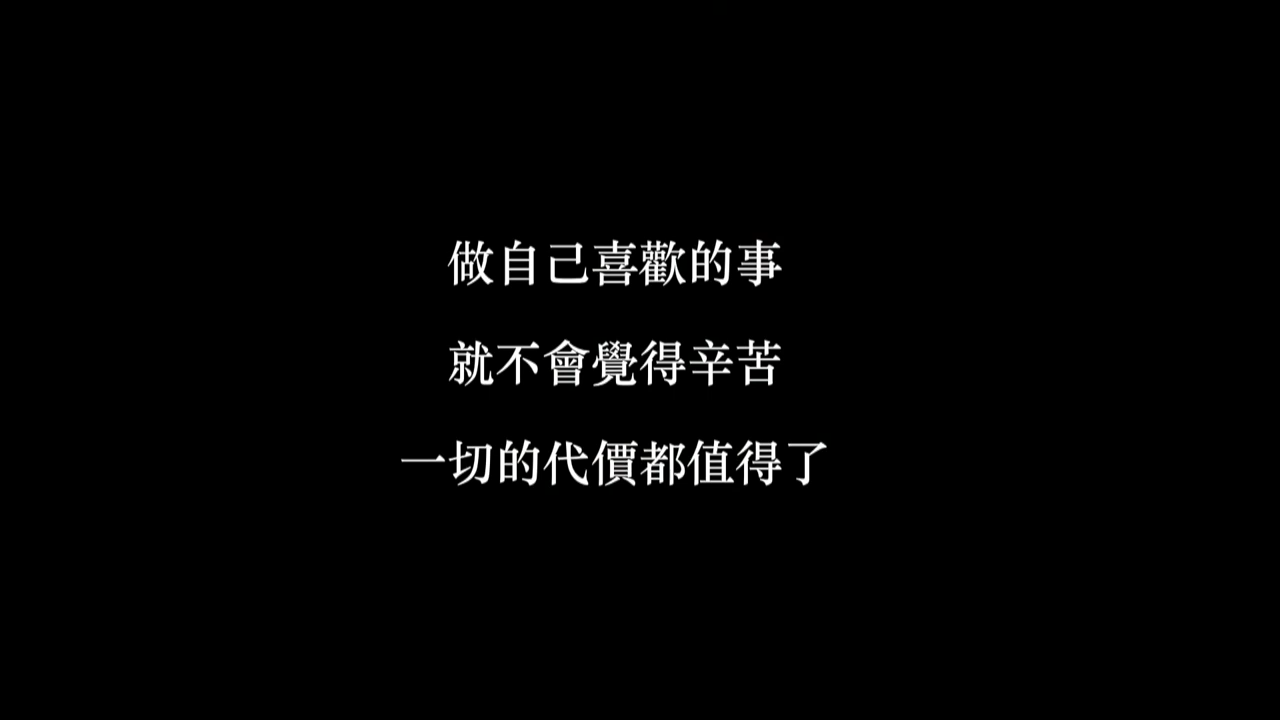 做自己喜歡的事
就不會覺得辛苦
一切的代價都值得了